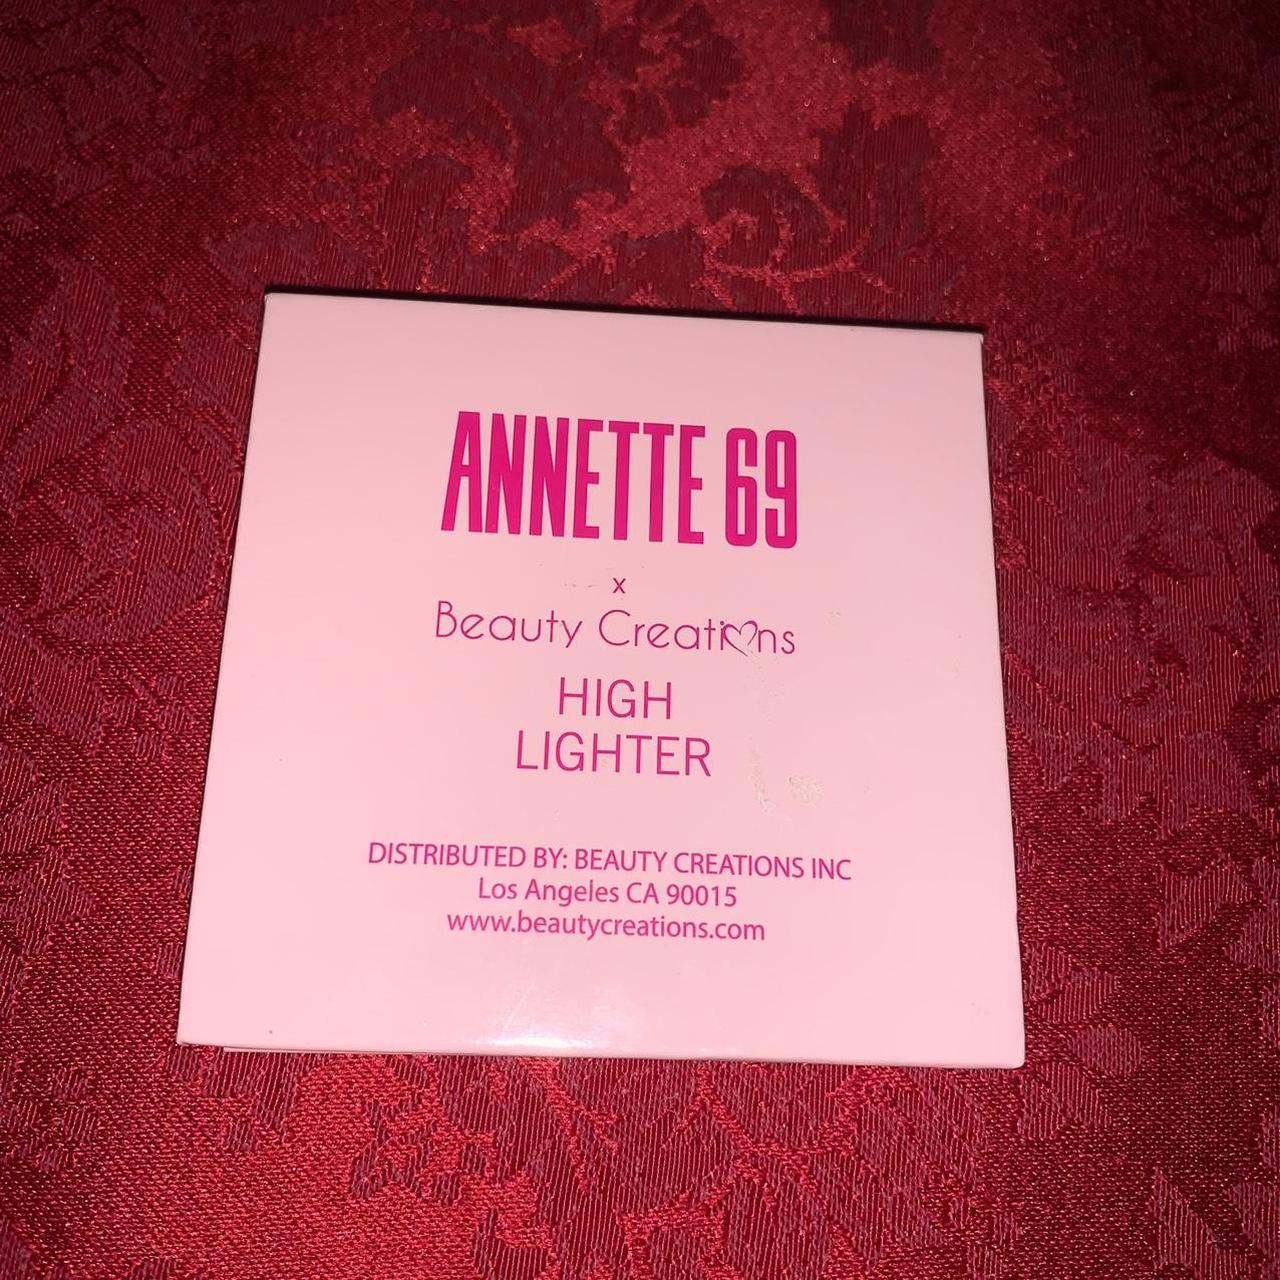 ANNETTE 69
x
Beauty Creations
HIGH
LIGHTER
DISTRIBUTED BY: BEAUTY CREATIONS INC
Los Angeles CA 90015
www.beautycreations.com